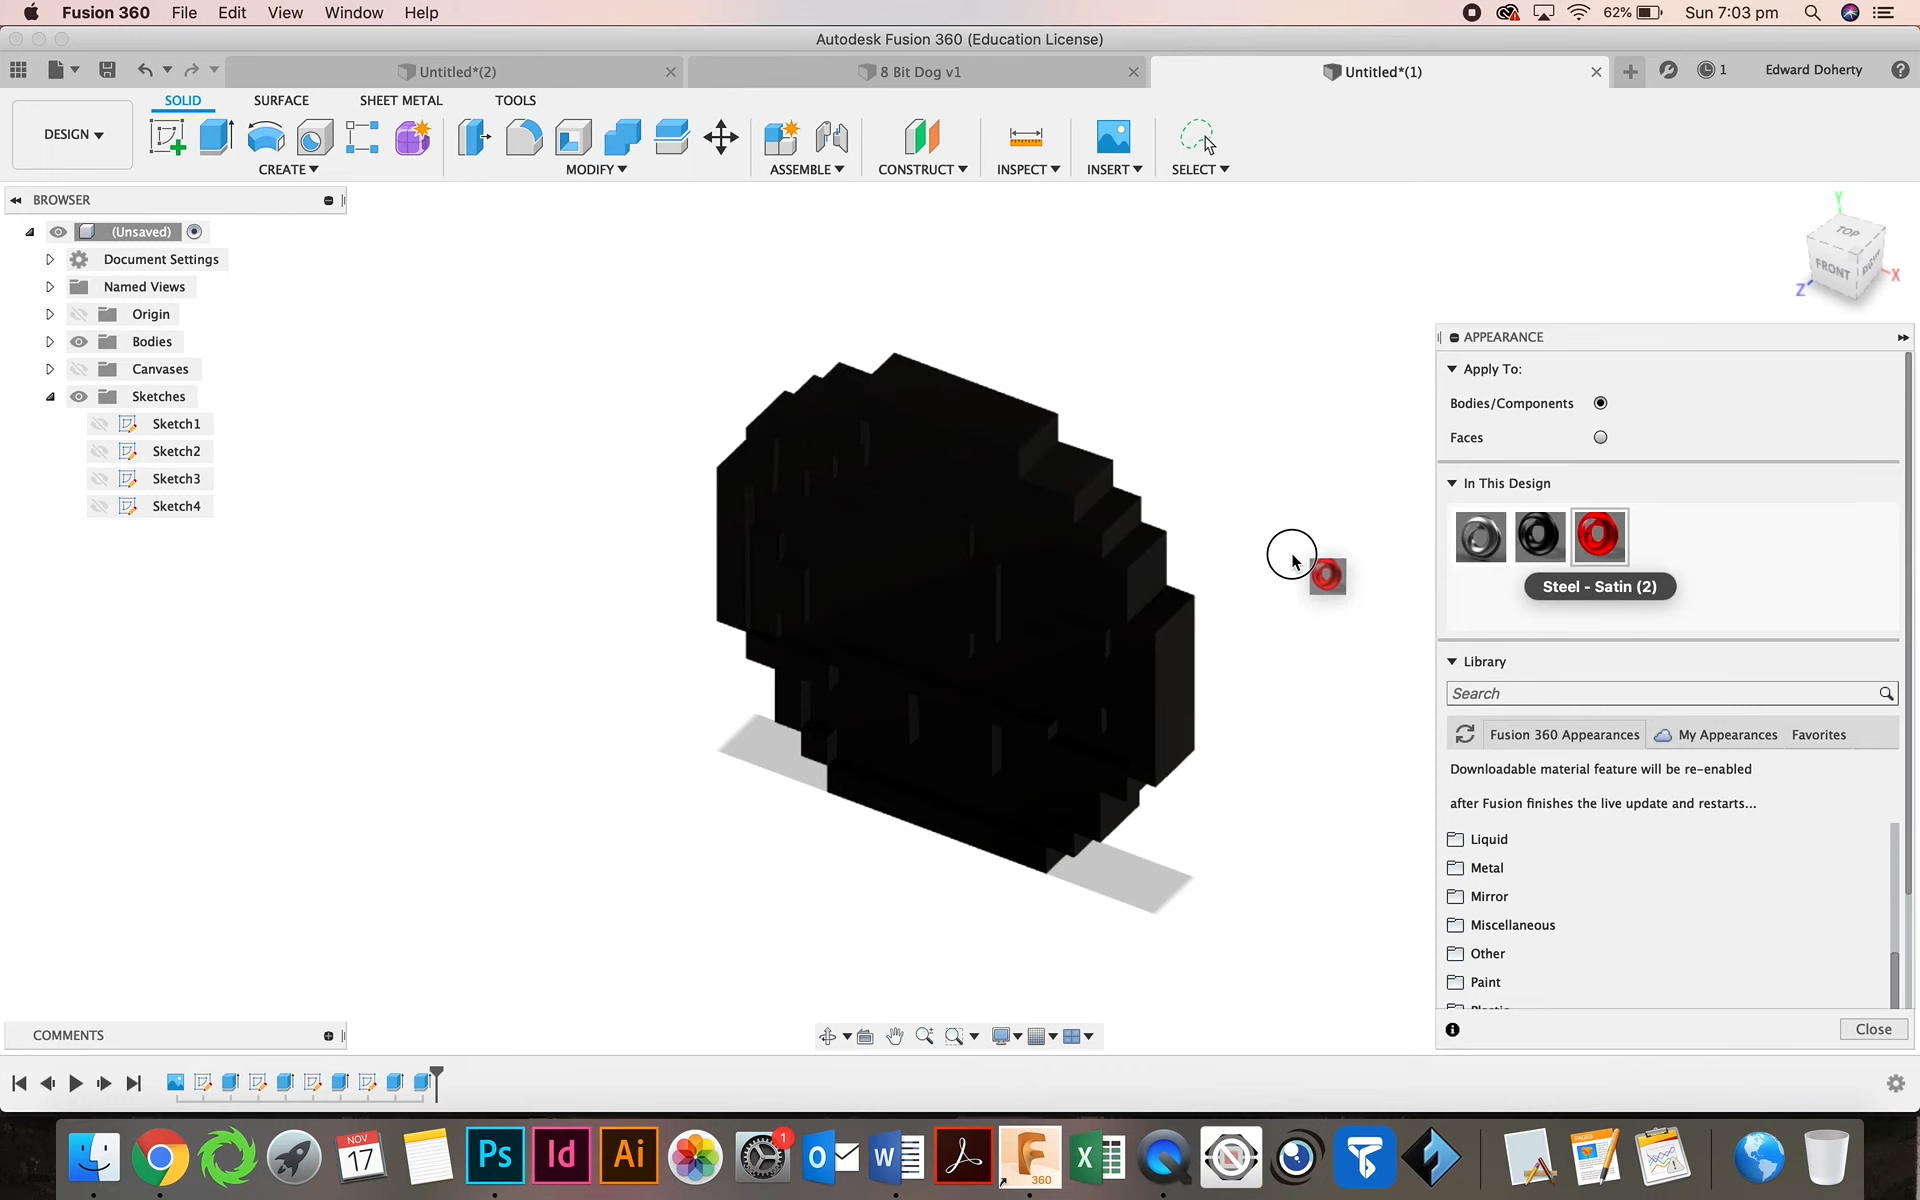 Fusion 360 File Edit View Window Help 62% Sun 7:03 pm
Autodesk Fusion 360 (Education License)
Untitled*(2) 8 Bit Dog v1 Untitled*(1) 1 Edward Doherty
SOLID SURFACE SHEET METAL TOOLS
DESIGN
CREATE MODIFY ASSEMBLE CONSTRUCT INSPECT INSERT SELECT
BROWSER
(Unsaved)
Document Settings
Named Views
Origin
Bodies
Canvases
Sketches
Sketch1
Sketch2
Sketch3
Sketch4
Y
TOP
FRONT
X
Z
APPEARANCE
Apply To:
Bodies/Components
Faces
In This Design
Steel - Satin (2)
Library
Search
Fusion 360 Appearances My Appearances Favorites
Downloadable material feature will be re-enabled
after Fusion finishes the live update and restarts...
Liquid
Metal
Mirror
Miscellaneous
Other
Paint
Close
COMMENTS
NOV
17
Ps
Id
Ai
1
360